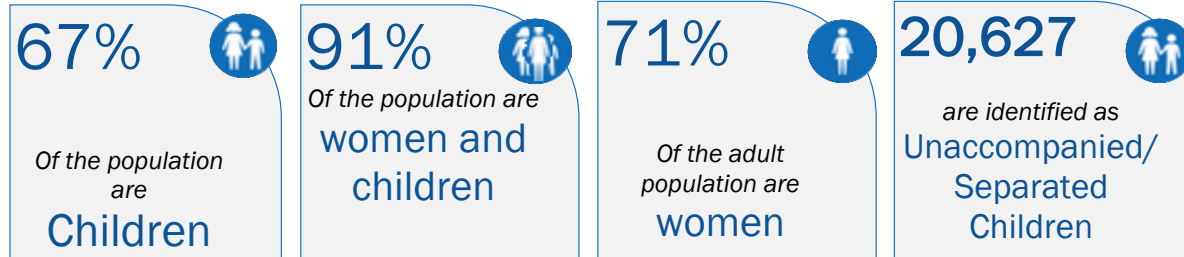 67%
Of the population
are
Children
91%
Of the population are
women and
children
71%
Of the adult
population are
women
20,627
are identified as
Unaccompanied/
Separated
Children